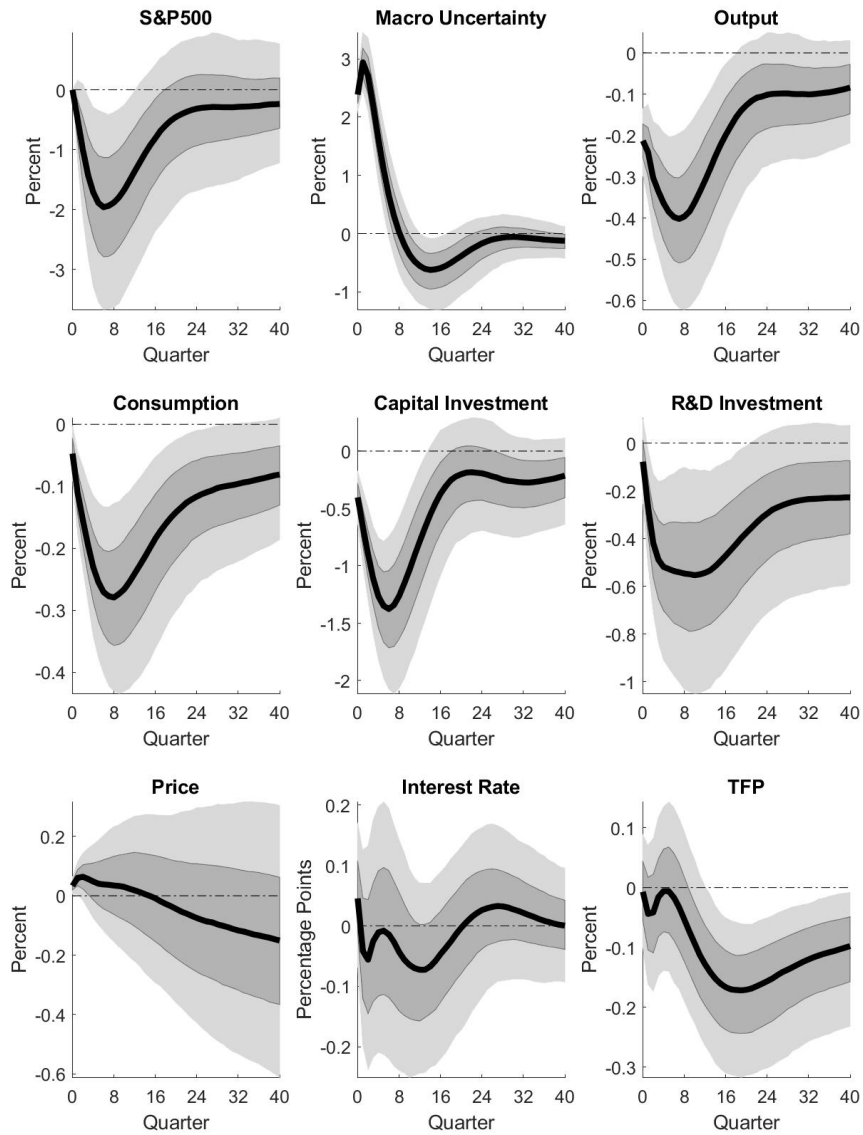 S&P500
Percent
0
-1
-2
-3
0 8 16 24 32 40
Quarter
Macro Uncertainty
Percent
3
2
1
0
-1
0 8 16 24 32 40
Quarter
Output
Percent
0
-0.1
-0.2
-0.3
-0.4
-0.5
-0.6
0 8 16 24 32 40
Quarter
Consumption
Percent
0
-0.1
-0.2
-0.3
-0.4
0 8 16 24 32 40
Quarter
Capital Investment
Percent
0
-0.5
-1
-1.5
-2
0 8 16 24 32 40
Quarter
R&D Investment
Percent
0
-0.2
-0.4
-0.6
-0.8
-1
0 8 16 24 32 40
Quarter
Price
Percent
0.2
0
-0.2
-0.4
-0.6
0 8 16 24 32 40
Quarter
Interest Rate
Percentage Points
0.2
0.1
0
-0.1
-0.2
0 8 16 24 32 40
Quarter
TFP
Percent
0.1
0
-0.1
-0.2
-0.3
0 8 16 24 32 40
Quarter